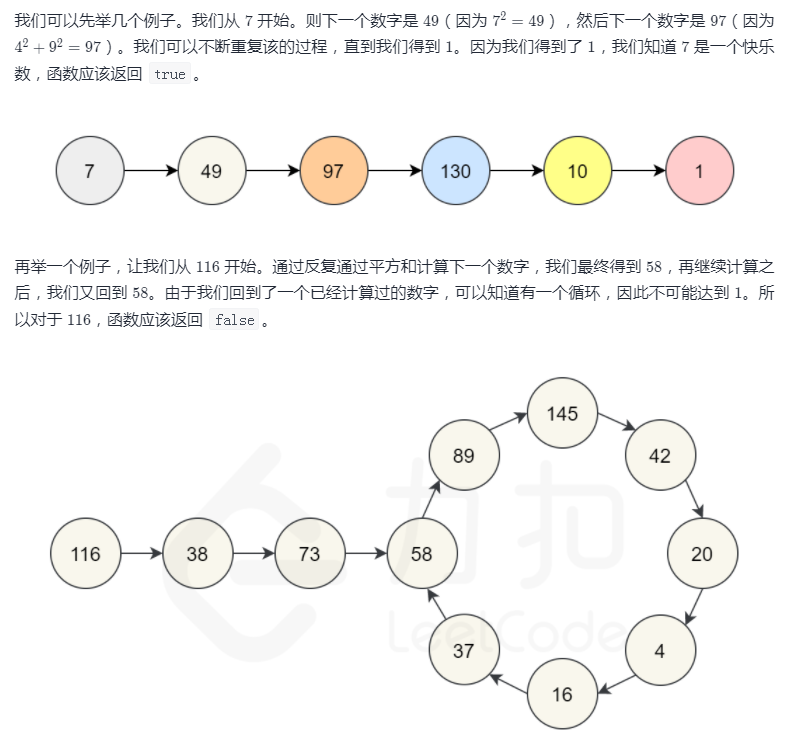 我们可以先举几个例子。我们从 7 开始。则下一个数字是 49（因为 7² = 49），然后下一个数字是 97（因为
4² + 9² = 97）。我们可以不断重复该的过程，直到我们得到 1。因为我们得到了 1，我们知道 7 是一个快乐
数，函数应该返回 true 。
7 49 97 130 10 1
再举一个例子，让我们从 116 开始。通过反复通过平方和计算下一个数字，我们最终得到 58，再继续计算之
后，我们又回到 58。由于我们回到了一个已经计算过的数字，可以知道有一个循环，因此不可能达到 1。所
以对于 116，函数应该返回 false 。
145
89 42
116 38 73 58 20
37 4
16
力扣
LeetCode